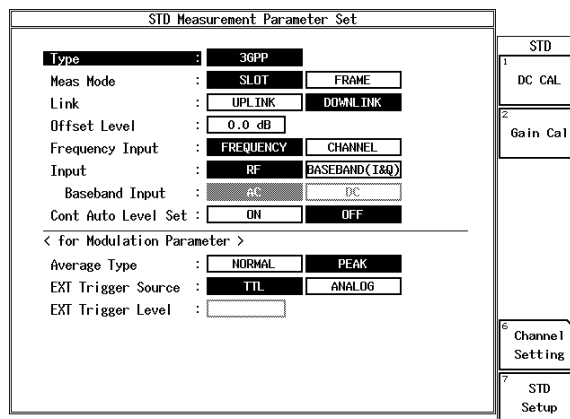 STD Measurement Parameter Set
Type : 3GPP
Meas Mode : SLOT FRAME
Link : UPLINK DOWNLINK
Offset Level : 0.0 dB
Frequency Input : FREQUENCY CHANNEL
Input : RF BASEBAND(I&Q)
Baseband Input : AC DC
Cont Auto Level Set : ON OFF
< for Modulation Parameter >
Average Type : NORMAL PEAK
EXT Trigger Source : TTL ANALOG
EXT Trigger Level :
STD
1
DC CAL
2
Gain Cal
6
Channel
Setting
7
STD
Setup